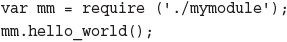 var mm = require ('./mymodule');
mm.hello_world();